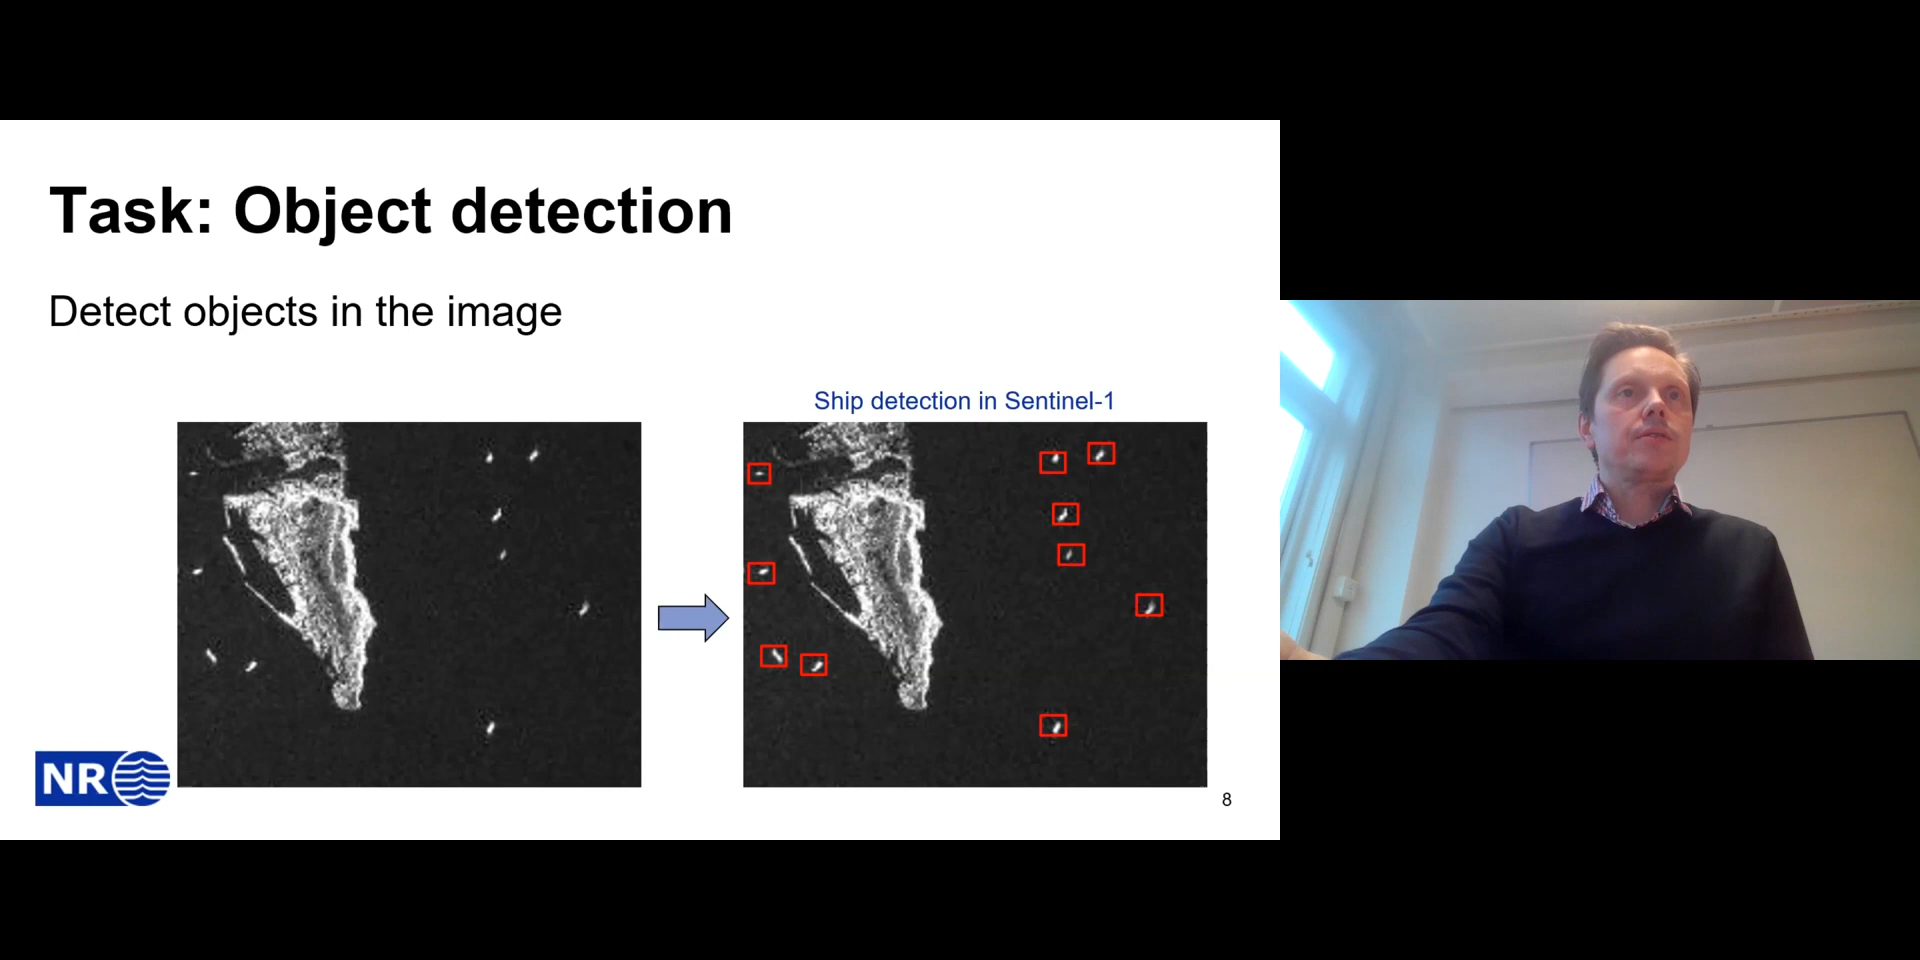 Task: Object detection
Detect objects in the image
Ship detection in Sentinel-1
NR
8